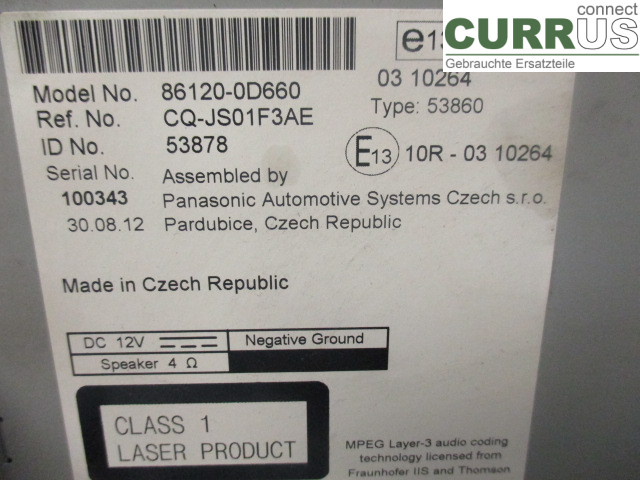 connect
CURRUS
Gebrauchte Ersatzteile
e13
03 10264
Type: 53860
Model No. 86120-0D660
Ref. No. CQ-JS01F3AE
ID No. 53878
E13 10R - 03 10264
Serial No. Assembled by
100343 Panasonic Automotive Systems Czech s.r.o.
30.08.12 Pardubice, Czech Republic
Made in Czech Republic
DC 12V Negative Ground
Speaker 4 Ω
CLASS 1
LASER PRODUCT
MPEG Layer-3 audio coding
technology licensed from
Fraunhofer IIS and Thomson